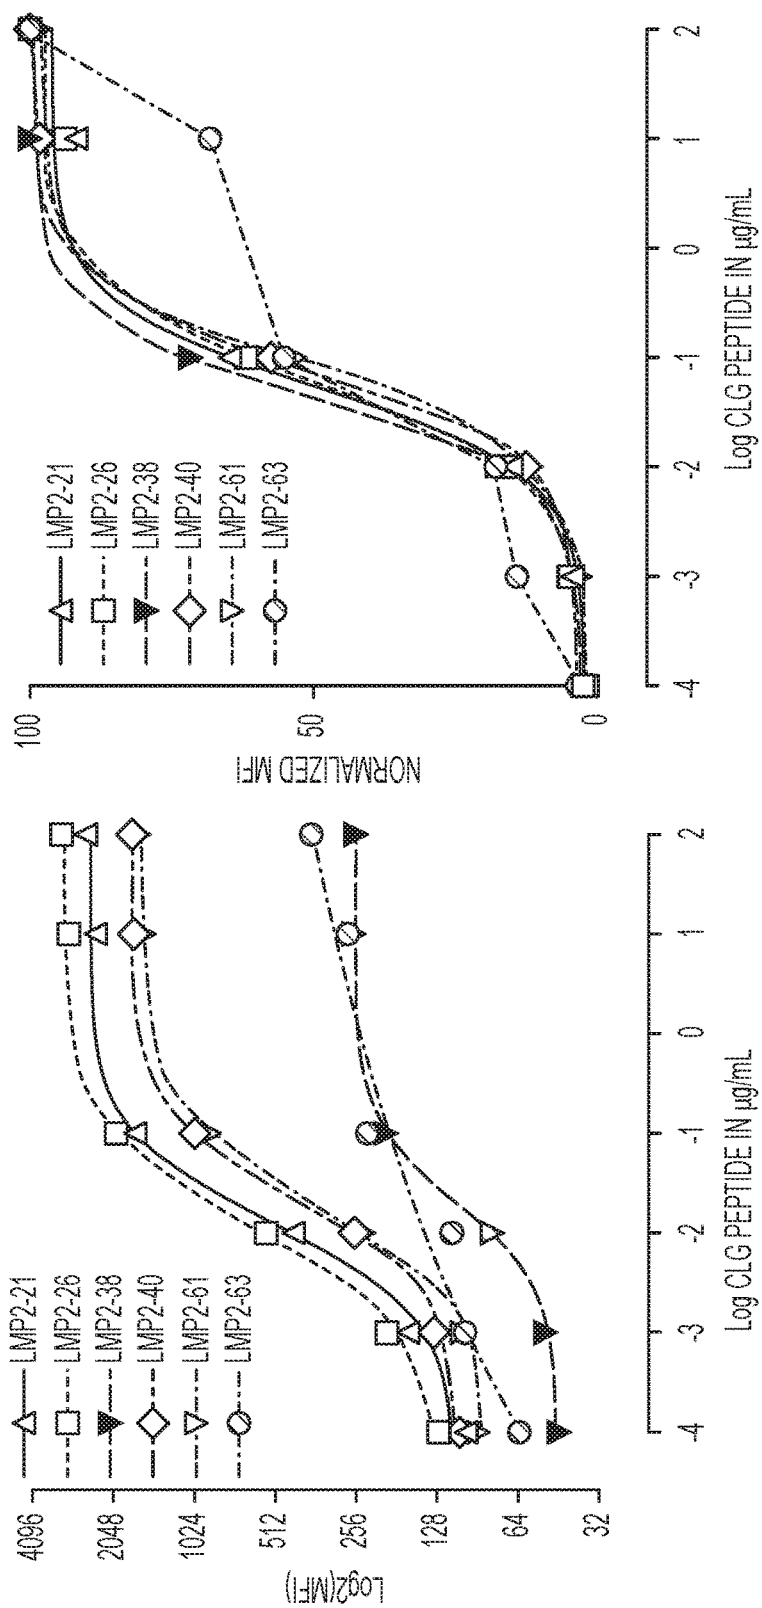 4096
2048
1024
512
256
128
64
32
Log2(MFI)
LMP2-21
LMP2-26
LMP2-38
LMP2-40
LMP2-61
LMP2-63
-4
-3
-2
-1
0
1
2
Log CLG PEPTIDE IN µg/mL
100
50
0
NORMALIZED MFI
LMP2-21
LMP2-26
LMP2-38
LMP2-40
LMP2-61
LMP2-63
-4
-3
-2
-1
0
1
2
Log CLG PEPTIDE IN µg/mL